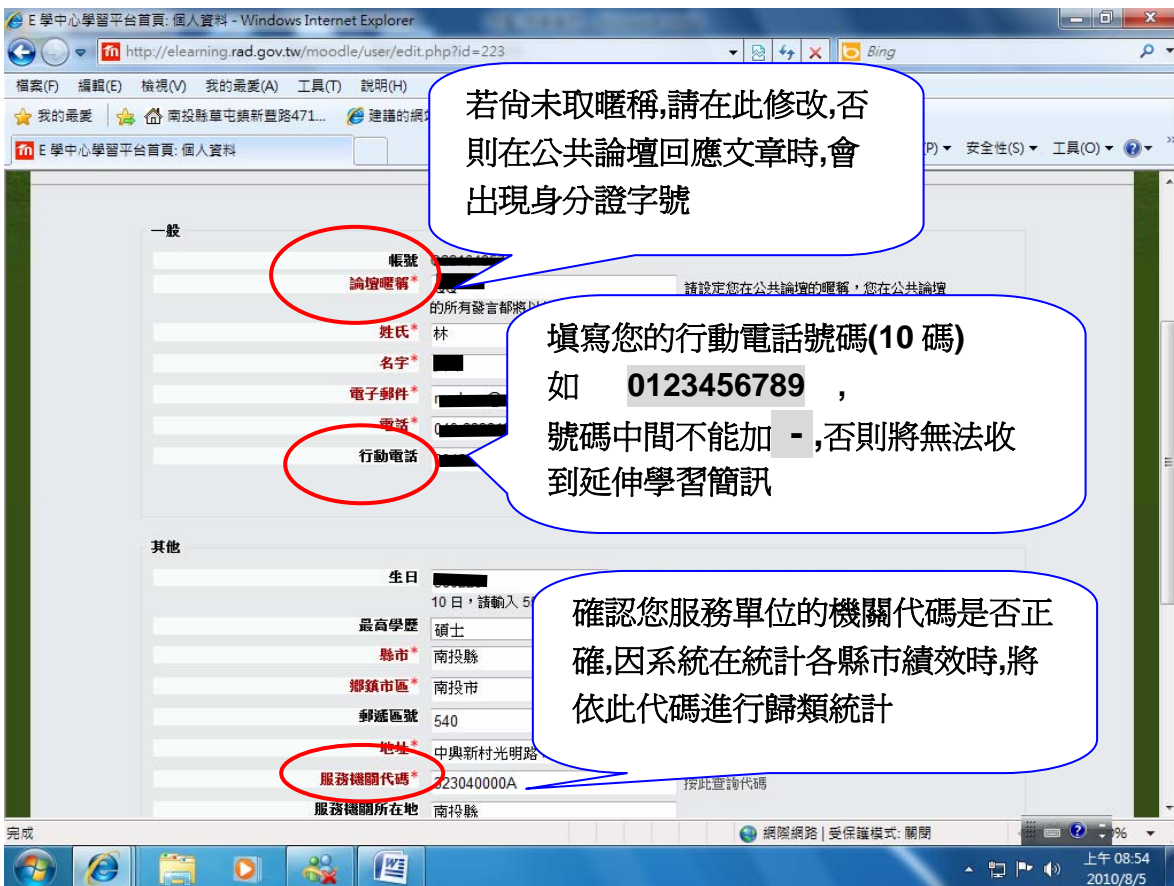 E 學中心學習平台首頁: 個人資料 - Windows Internet Explorer
http://elearning.rad.gov.tw/moodle/user/edit.php?id=223
Bing
檔案(F) 編輯(E) 檢視(V) 我的最愛(A) 工具(T) 說明(H)
我的最愛 南投縣草屯鎮新豐路471... 建議的網
E 學中心學習平台首頁: 個人資料
(P) 安全性(S) 工具(O)
若尙未取暱稱,請在此修改,否
則在公共論壇回應文章時,會
出現身分證字號
一般
帳號
論壇暱稱*
請設定您在公共論壇的暱稱，您在公共論壇
的所有發言都將以
姓氏* 林
名字*
電子郵件*
電話*
行動電話
填寫您的行動電話號碼(10 碼)
如 0123456789 ,
號碼中間不能加 - ,否則將無法收
到延伸學習簡訊
其他
生日
10 日，請輸入
最高學歷 碩士
縣市* 南投縣
鄉鎮市區* 南投市
郵遞區號 540
地址* 中興新村光明路
服務機關代碼* 323040000A
按此查詢代碼
服務機關所在地 南投縣
確認您服務單位的機關代碼是否正
確,因系統在統計各縣市績效時,將
依此代碼進行歸類統計
完成
網際網路 | 受保護模式: 關閉
%
上午 08:54
2010/8/5